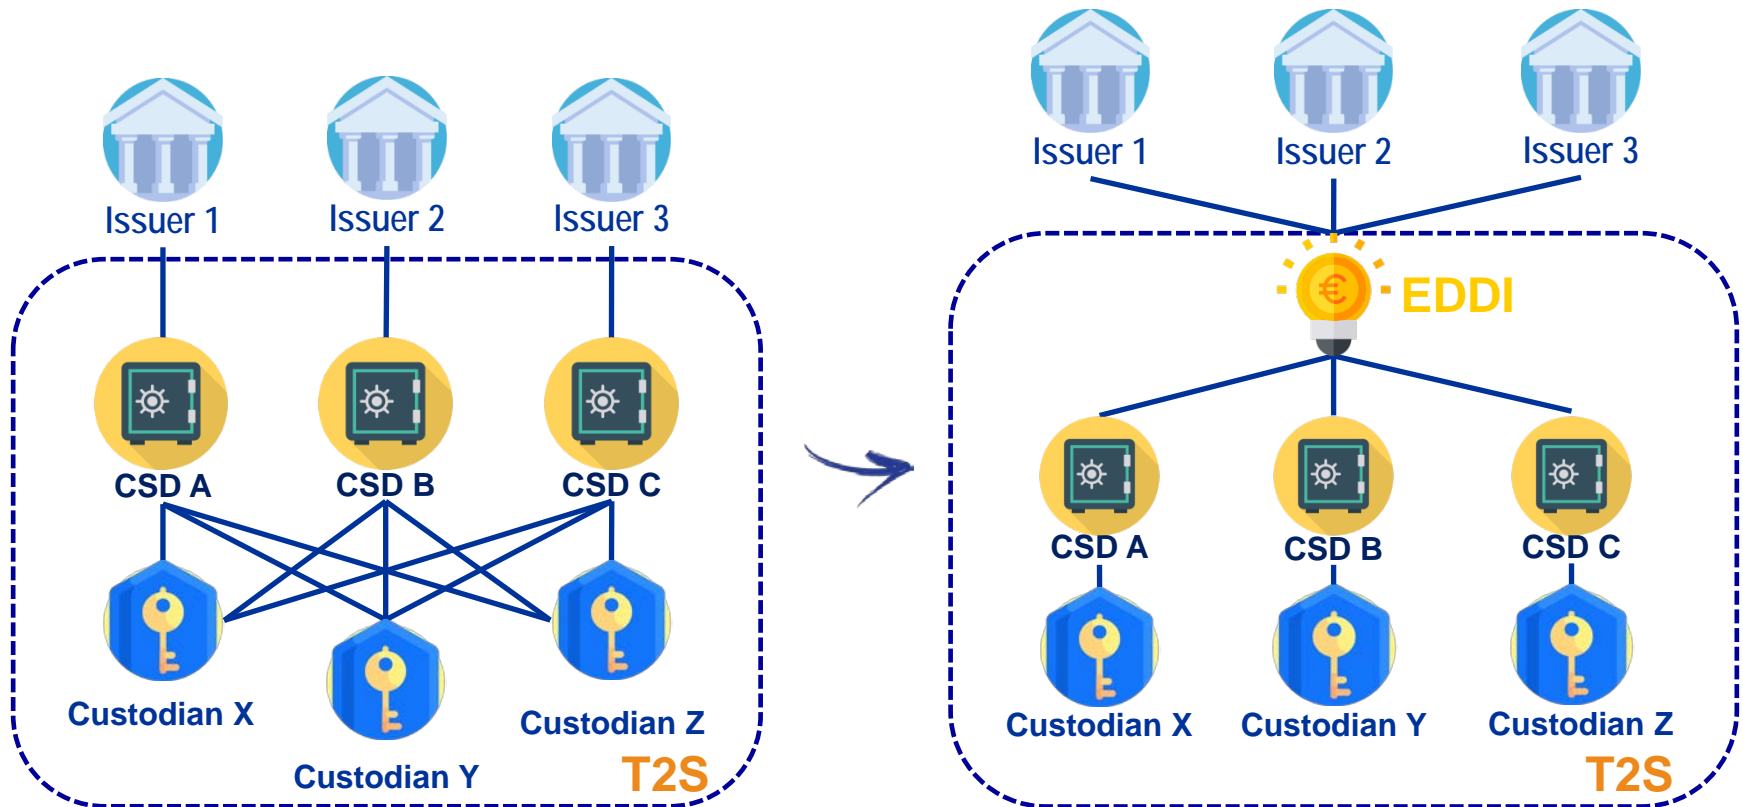 Issuer 1
Issuer 2
Issuer 3
CSD A
CSD B
CSD C
Custodian X
Custodian Y
Custodian Z
T2S
Issuer 1
Issuer 2
Issuer 3
€
EDDI
CSD A
CSD B
CSD C
Custodian X
Custodian Y
Custodian Z
T2S